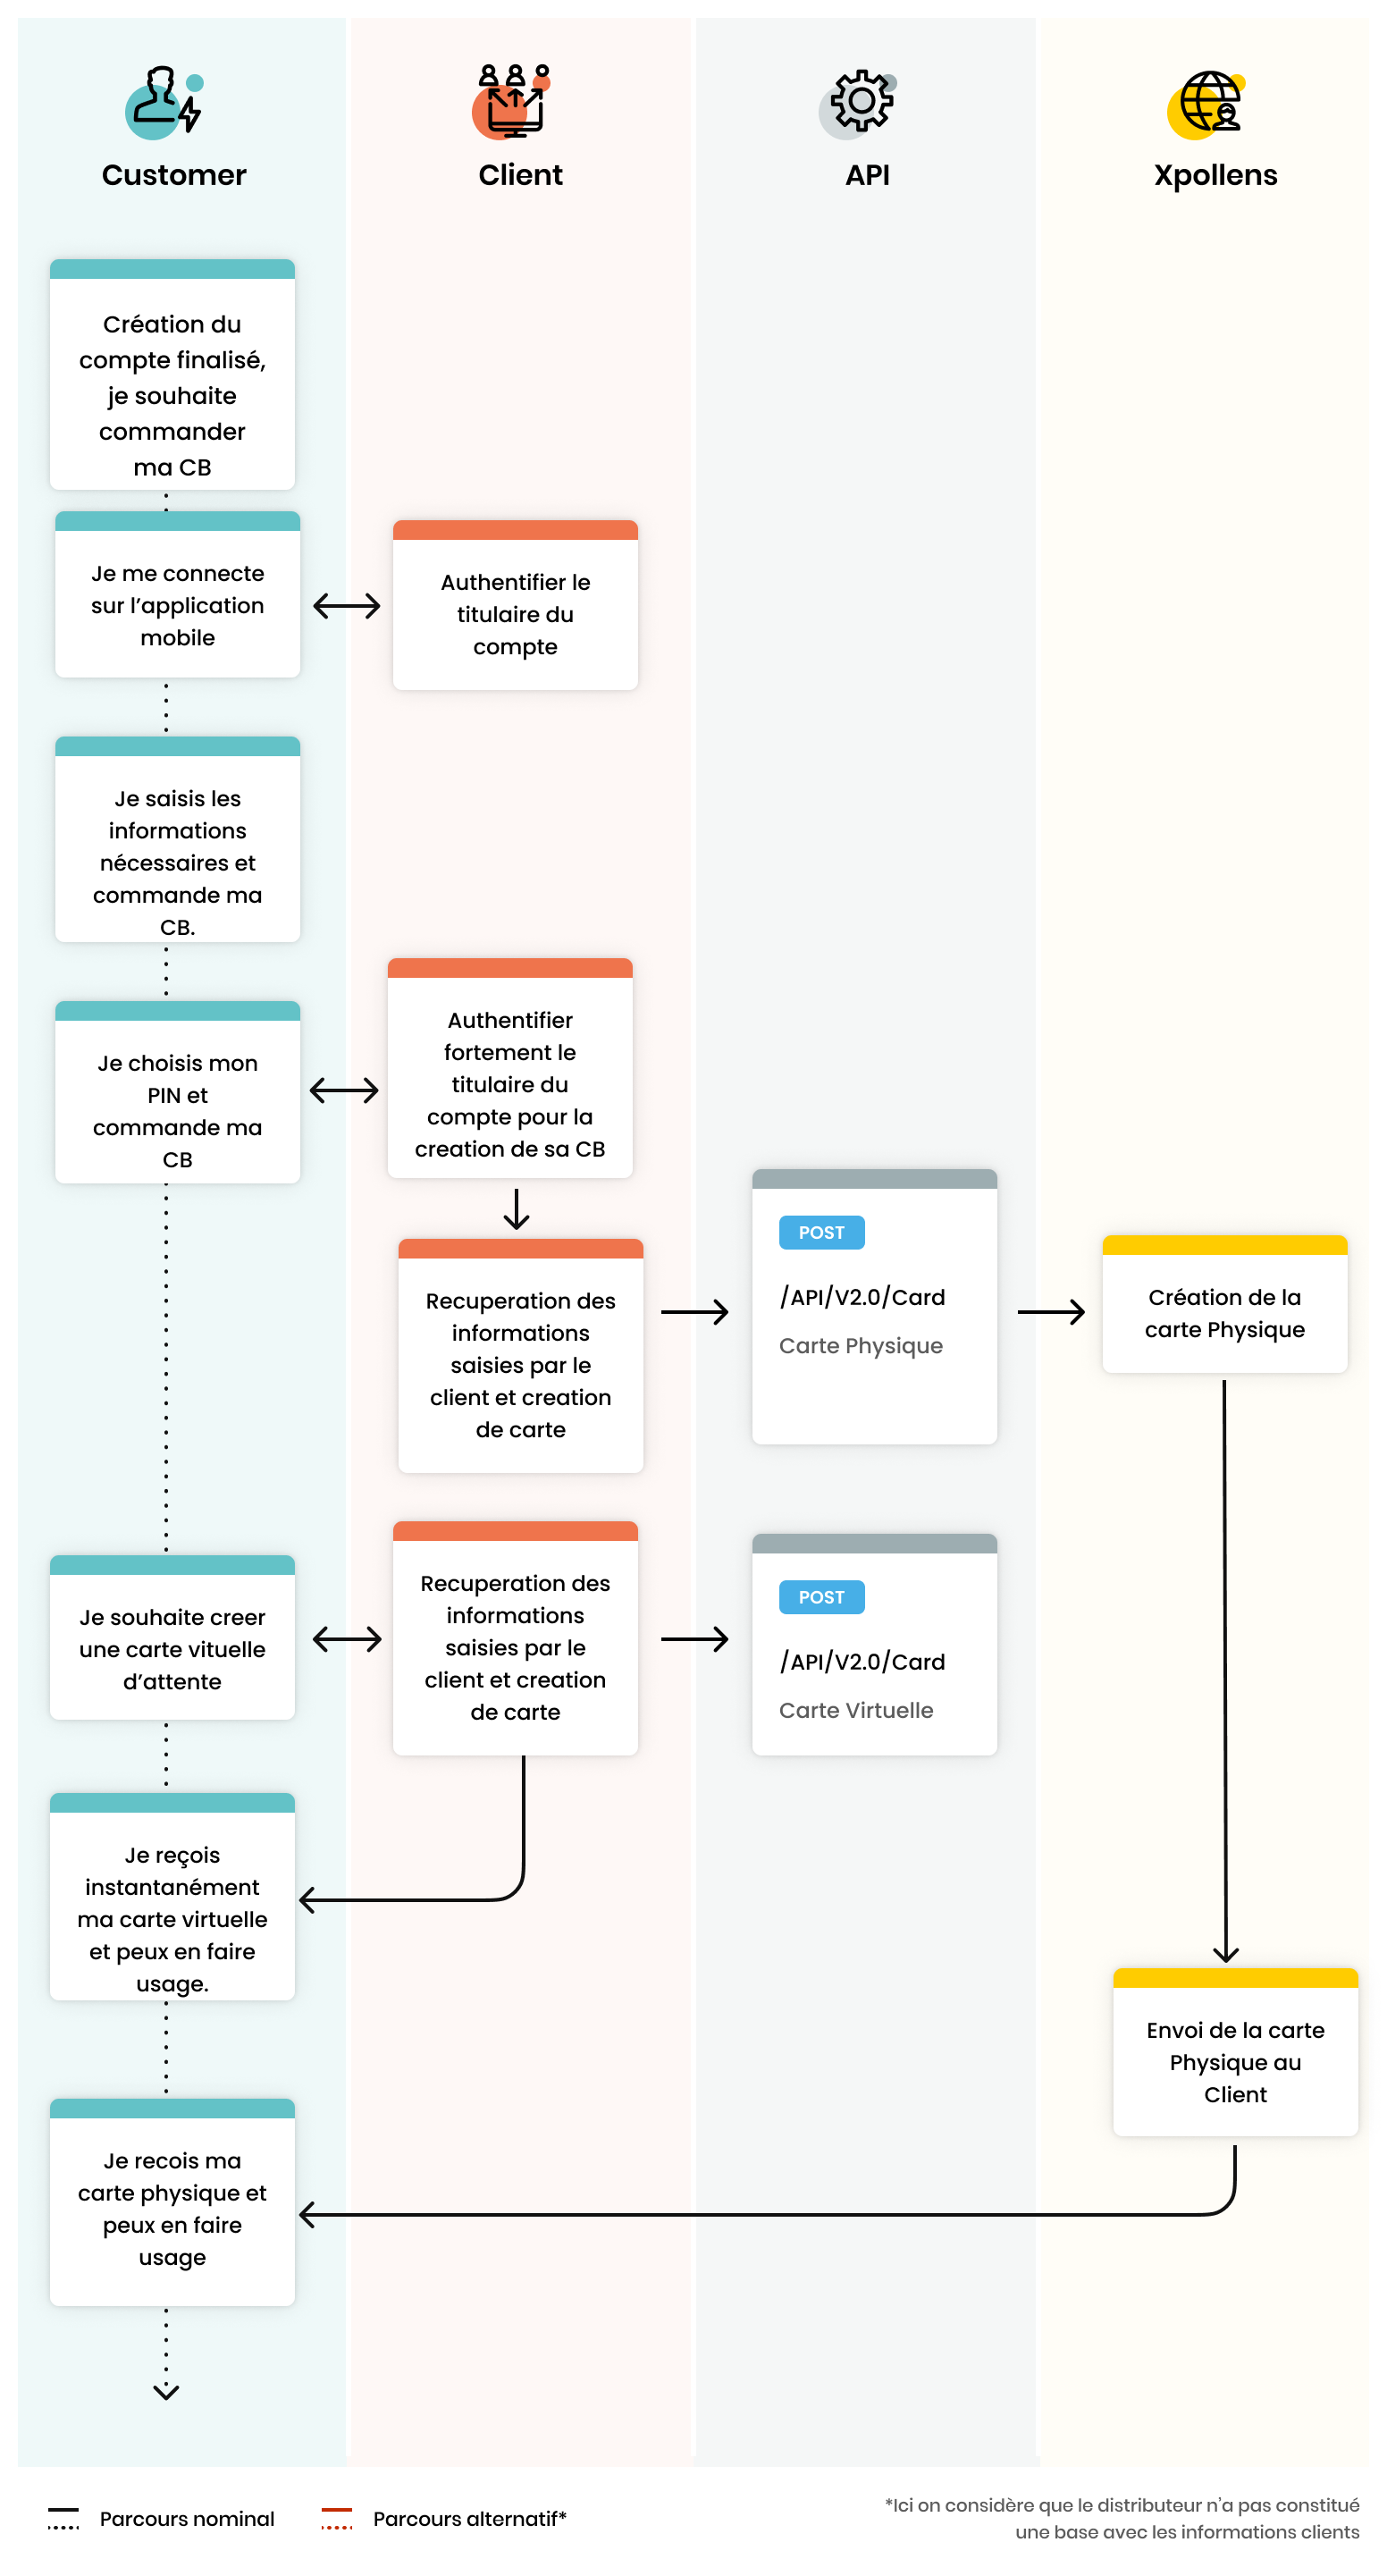 Customer
Client
API
Xpollens
Création du
compte finalisé,
je souhaite
commander
ma CB
Je me connecte
sur l'application
mobile
Authentifier le
titulaire du
compte
Je saisis les
informations
nécessaires et
commande ma
CB.
Je choisis mon
PIN et
commande ma
CB
Authentifier
fortement le
titulaire du
compte pour la
creation de sa CB
Recuperation des
informations
saisies par le
client et creation
de carte
POST
/API/V2.0/Card
Carte Physique
Création de la
carte Physique
Je souhaite creer
une carte vituelle
d'attente
Recuperation des
informations
saisies par le
client et creation
de carte
POST
/API/V2.0/Card
Carte Virtuelle
Je reçois
instantanément
ma carte virtuelle
et peux en faire
usage.
Envoi de la carte
Physique au
Client
Je recois ma
carte physique et
peux en faire
usage
Parcours nominal
Parcours alternatif*
*Ici on considère que le distributeur n'a pas constitué
une base avec les informations clients